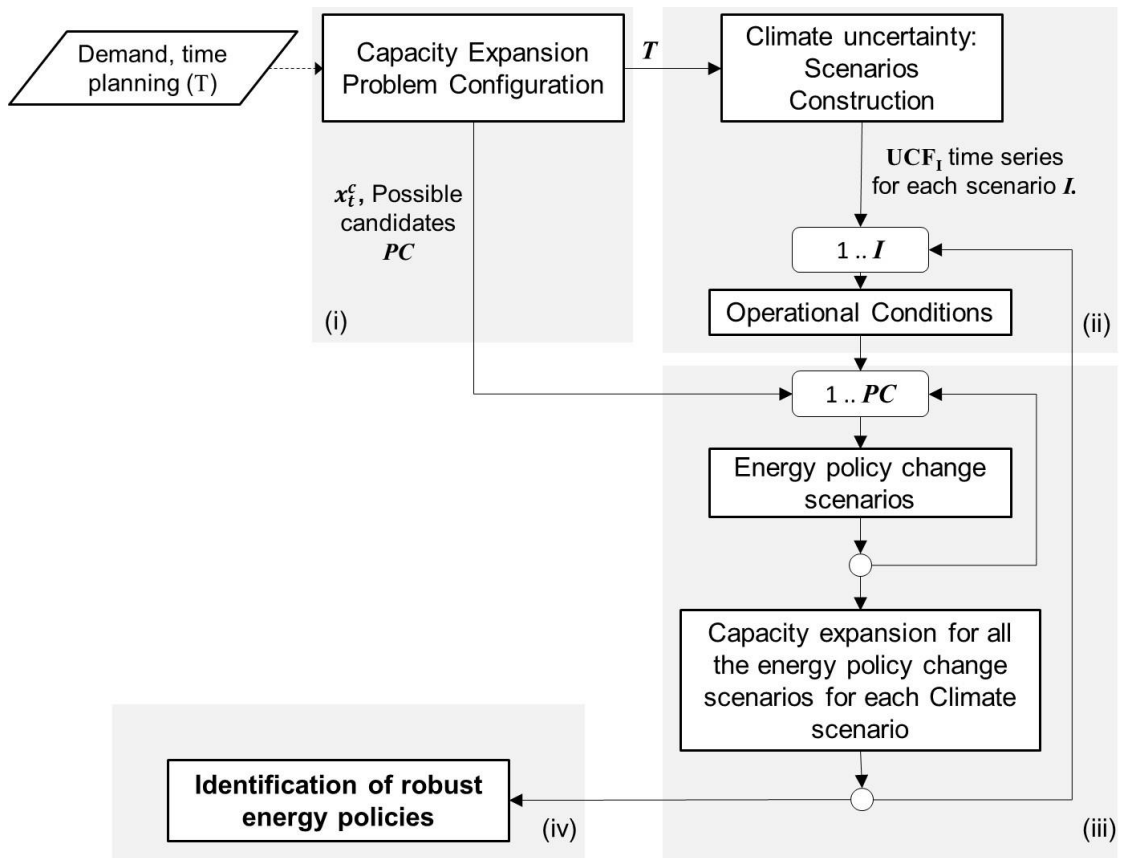 Demand, time
planning (T)
Capacity Expansion
Problem Configuration
T
Climate uncertainty:
Scenarios
Construction
UCF_I time series
for each scenario I.
x_t^c, Possible
candidates
PC
(i)
1 .. I
Operational Conditions
(ii)
1 .. PC
Energy policy change
scenarios
Capacity expansion for all
the energy policy change
scenarios for each Climate
scenario
(iii)
Identification of robust
energy policies
(iv)